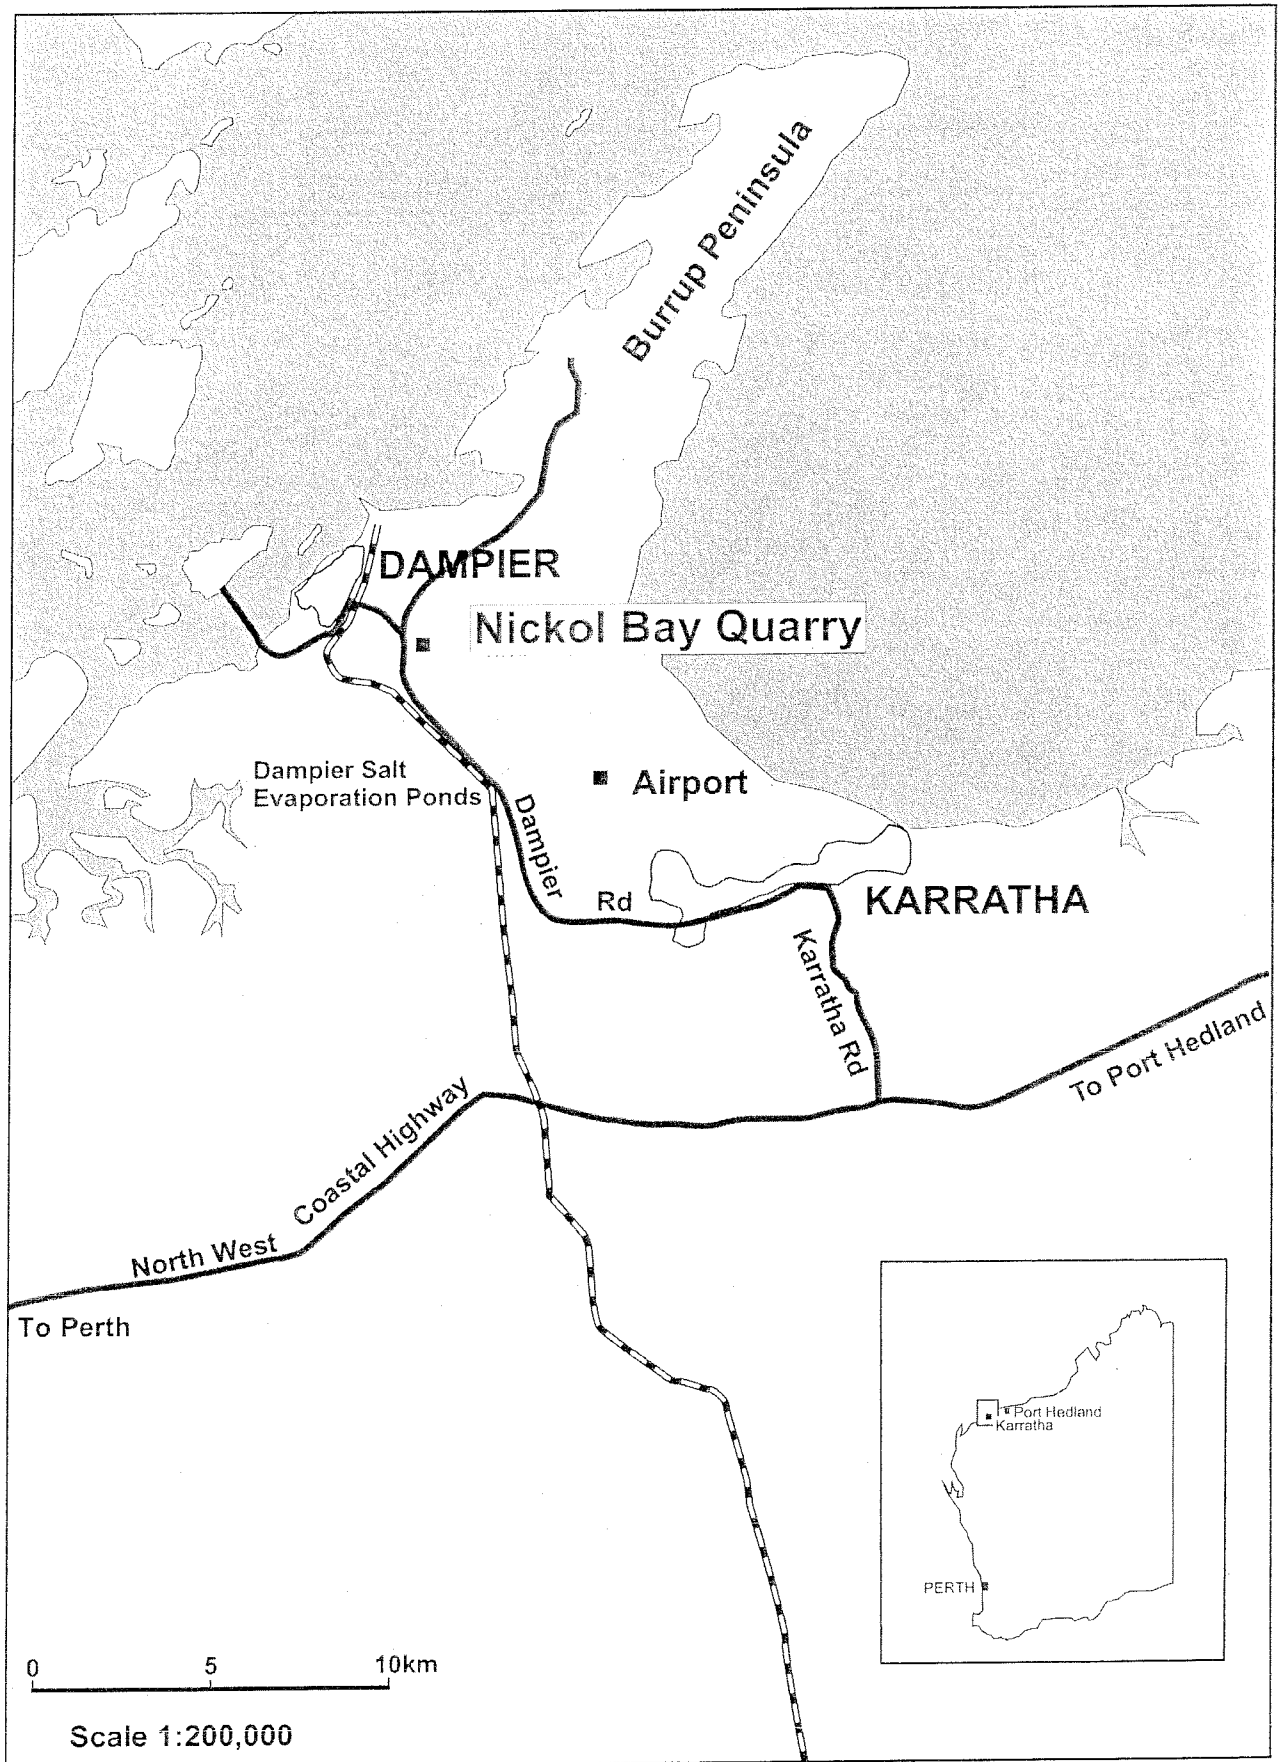 Burrup Peninsula
DAMPIER
Nickol Bay Quarry
Dampier Salt
Evaporation Ponds
Airport
Dampier
Rd
KARRATHA
Karratha Rd
To Port Hedland
Coastal Highway
North West
To Perth
Port Hedland
Karratha
PERTH
0 5 10km
Scale 1:200,000